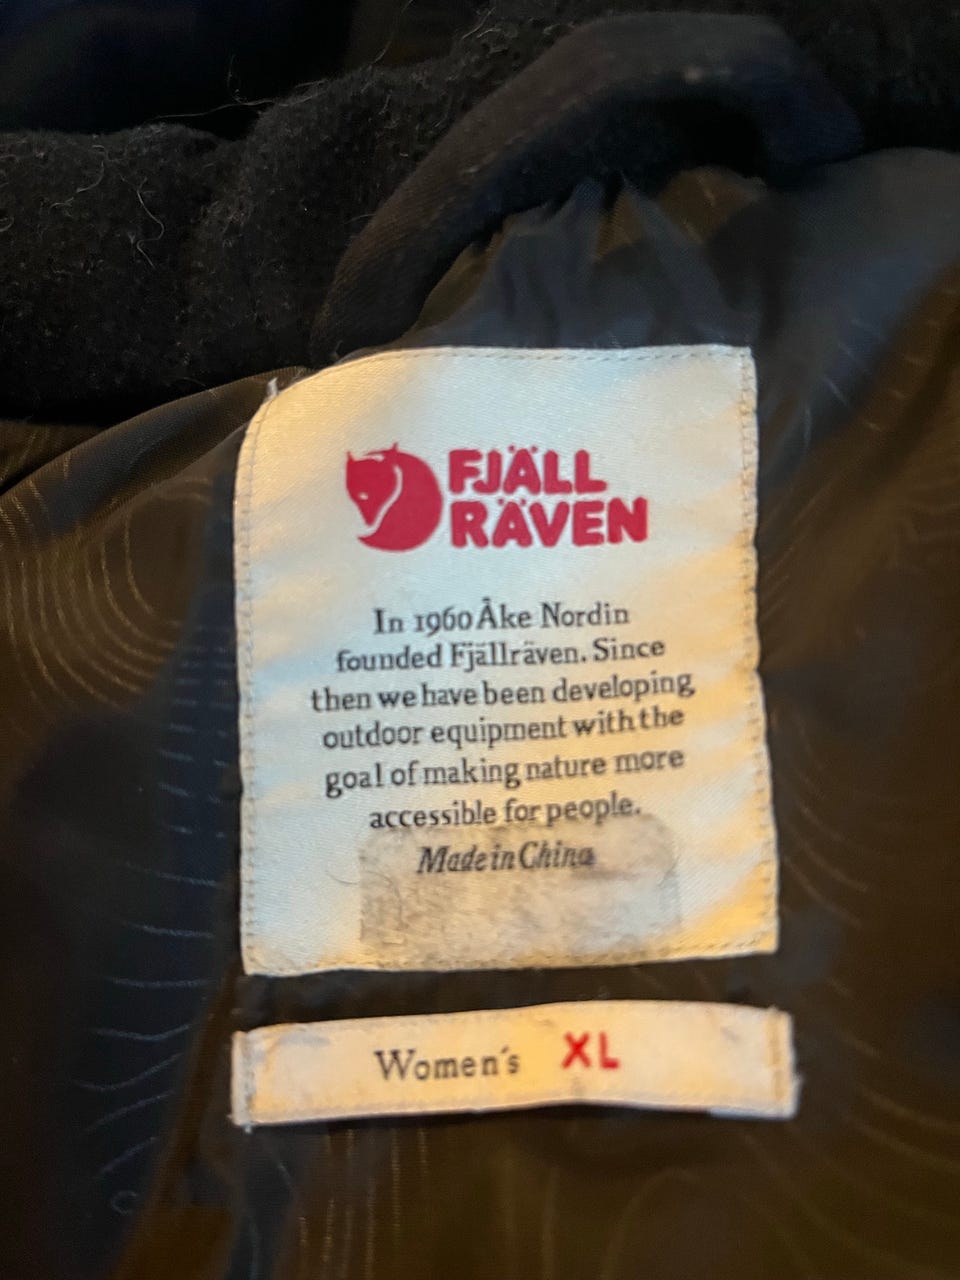 FJÄLL
RÄVEN
In 1960 Åke Nordin
founded Fjällräven. Since
then we have been developing
outdoor equipment with the
goal of making nature more
accessible for people.
Made in China
Women's XL